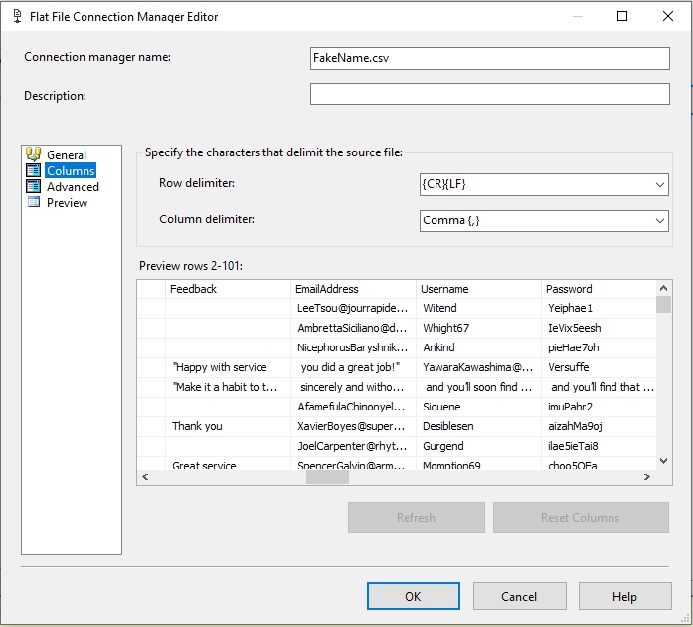 Flat File Connection Manager Editor
Connection manager name:
FakeName.csv
Description:
General
Columns
Advanced
Preview
Specify the characters that delimit the source file:
Row delimiter:
{CR}{LF}
Column delimiter:
Comma {,}
Preview rows 2-101:
Feedback EmailAddress Username Password
LeeTsou@jourrapide... Witend Yeiphae1
AmbrettaSiciliano@d... Whight67 IeVix5eesh
NicephorusBaryshnik... Ankind pieHae7oh
"Happy with service you did a great job!" YawaraKawashima@... Versuffe
"Make it a habit to t... sincerely and witho... and you'll soon find ... and you'll find that ...
AfamefulaChinonyel... Sicuene imuPahr2
Thank you XavierBoyes@super... Desiblesen aizahMa9oj
JoelCarpenter@rhyt... Gurgend ilae5ieTai8
Great service SpencerGalvin@arm... Mcmotion69 choo5OFa
Refresh
Reset Columns
OK
Cancel
Help